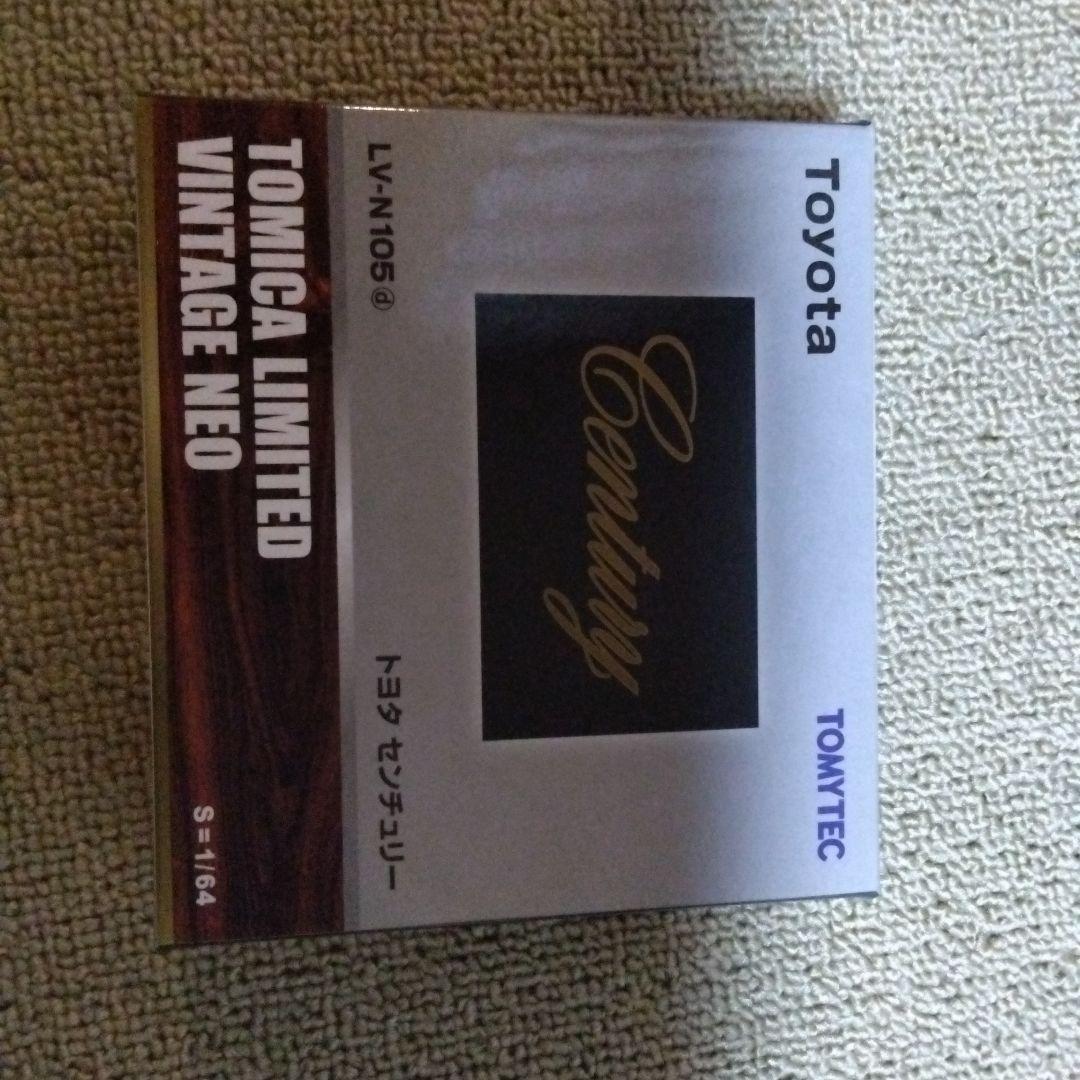 Toyota
TOMYTEC
Century
LV-N105ⓓ
トヨタ センチュリー
TOMICA LIMITED
VINTAGE NEO
S=1/64